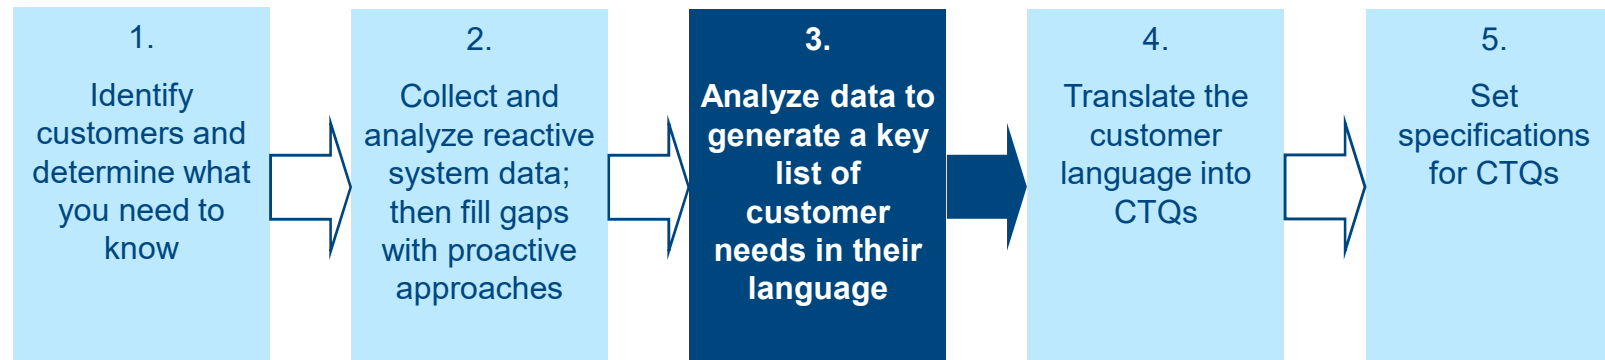 1.
Identify
customers and
determine what
you need to
know
2.
Collect and
analyze reactive
system data;
then fill gaps
with proactive
approaches
3.
Analyze data to
generate a key
list of
customer
needs in their
language
4.
Translate the
customer
language into
CTQs
5.
Set
specifications
for CTQs